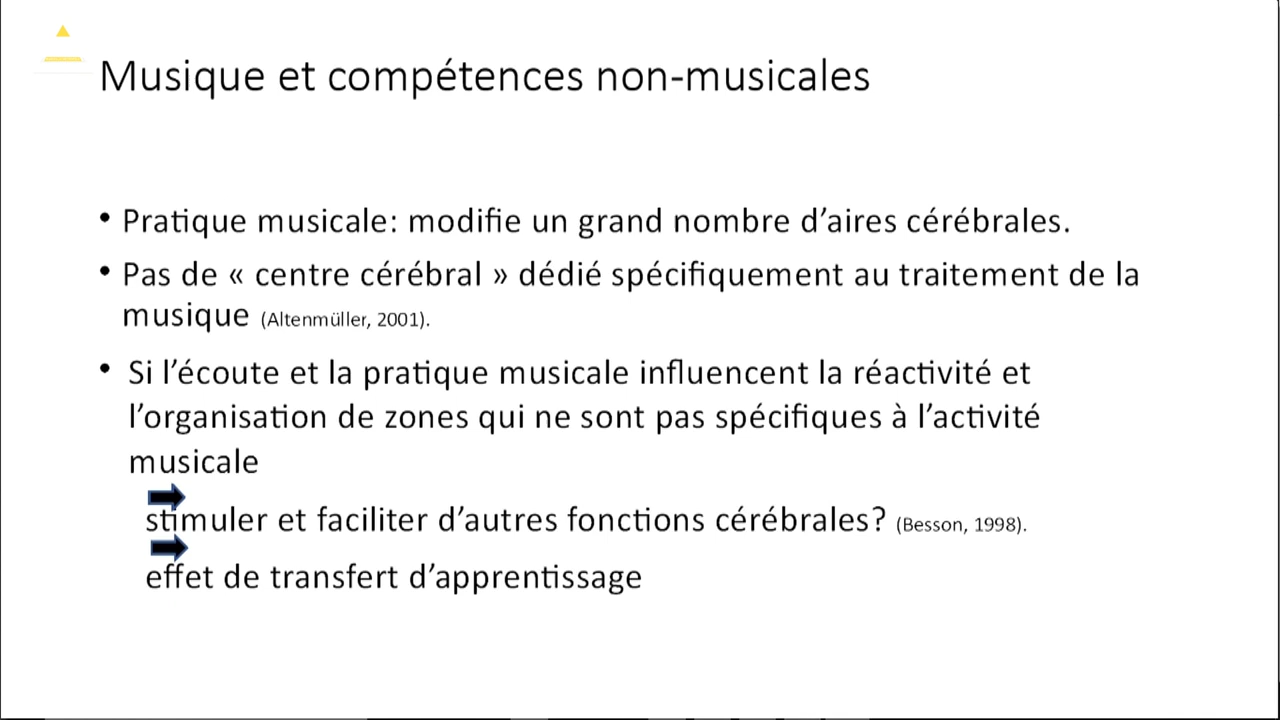 Musique et compétences non-musicales
• Pratique musicale: modifie un grand nombre d’aires cérébrales.
• Pas de « centre cérébral » dédié spécifiquement au traitement de la
musique (Altenmüller, 2001).
• Si l’écoute et la pratique musicale influencent la réactivité et
l’organisation de zones qui ne sont pas spécifiques à l’activité
musicale
stimuler et faciliter d’autres fonctions cérébrales? (Besson, 1998).
effet de transfert d’apprentissage